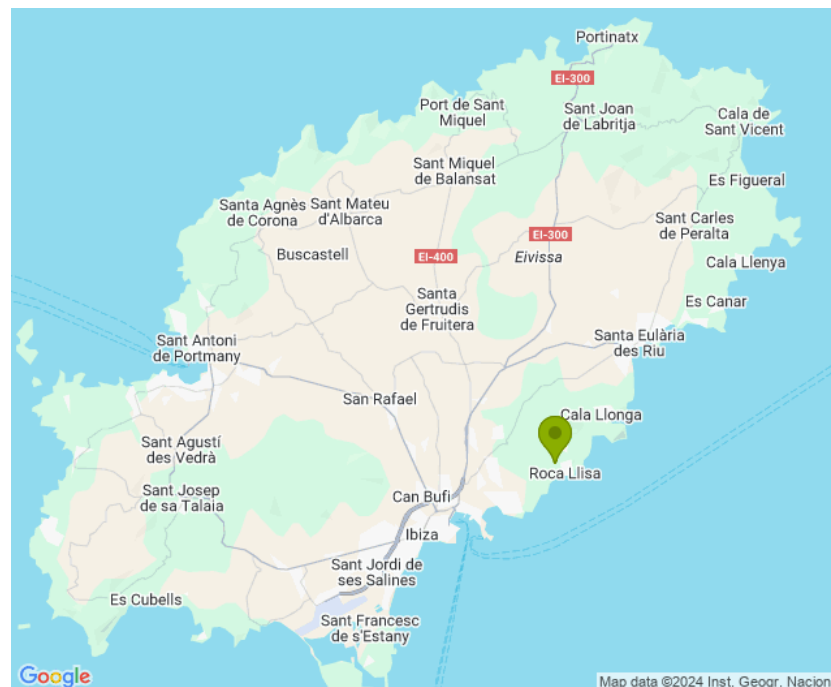 Portinatx
EI-300
Port de Sant
Miquel
Sant Joan
de Labritja
Cala de
Sant Vicent
Sant Miquel
de Balansat
Es Figueral
Santa Agnès
de Corona
Sant Mateu
d'Albarca
Sant Carles
de Peralta
EI-300
Buscastell
EI-400
Eivissa
Cala Llenya
Santa
Gertrudis
de Fruitera
Es Canar
Sant Antoni
de Portmany
Santa Eulària
des Riu
San Rafael
Cala Llonga
Sant Agustí
des Vedrà
Roca Llisa
Sant Josep
de sa Talaia
Can Bufí
Ibiza
Sant Jordi de
ses Salines
Es Cubells
Sant Francesc
de s'Estany
Google
Map data ©2024 Inst. Geogr. Nacion